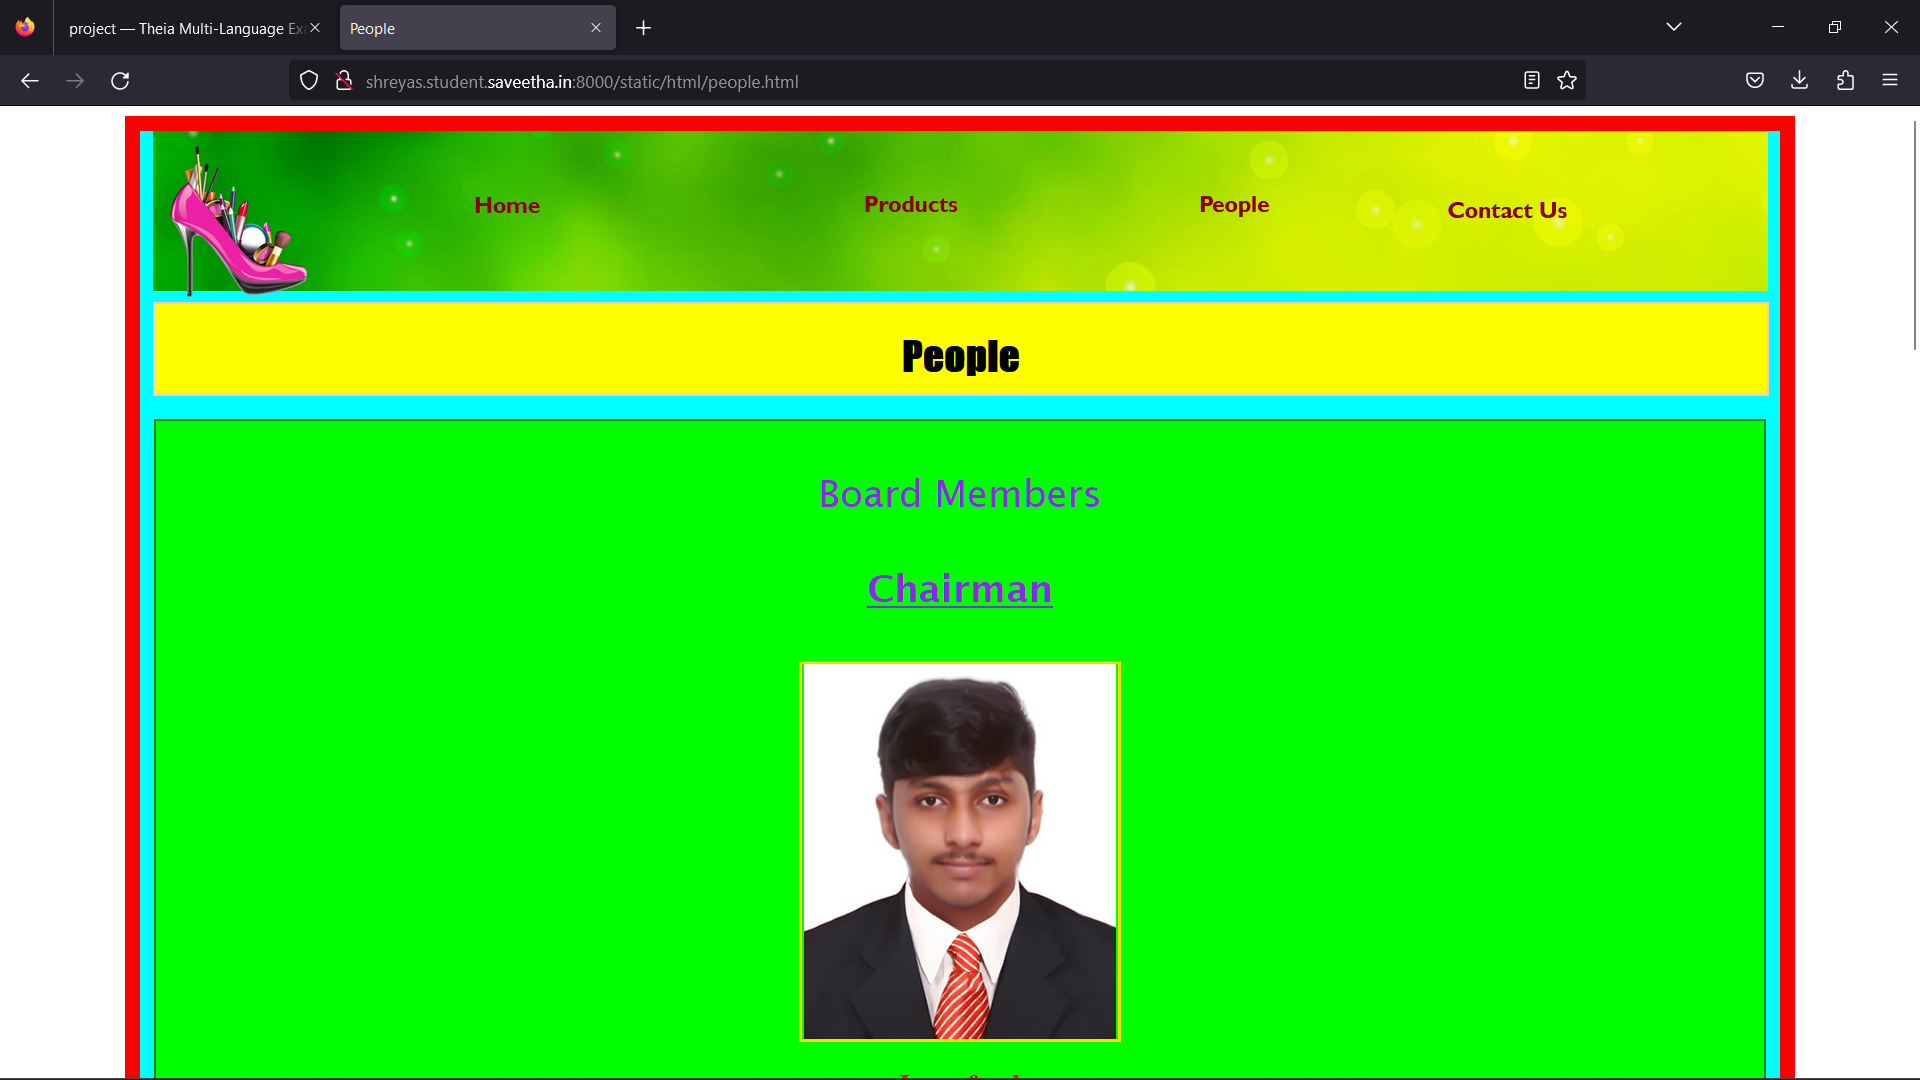 project — Theia Multi-Language Ex
People
shreyas.student.saveetha.in:8000/static/html/people.html
Home
Products
People
Contact Us
People
Board Members
Chairman